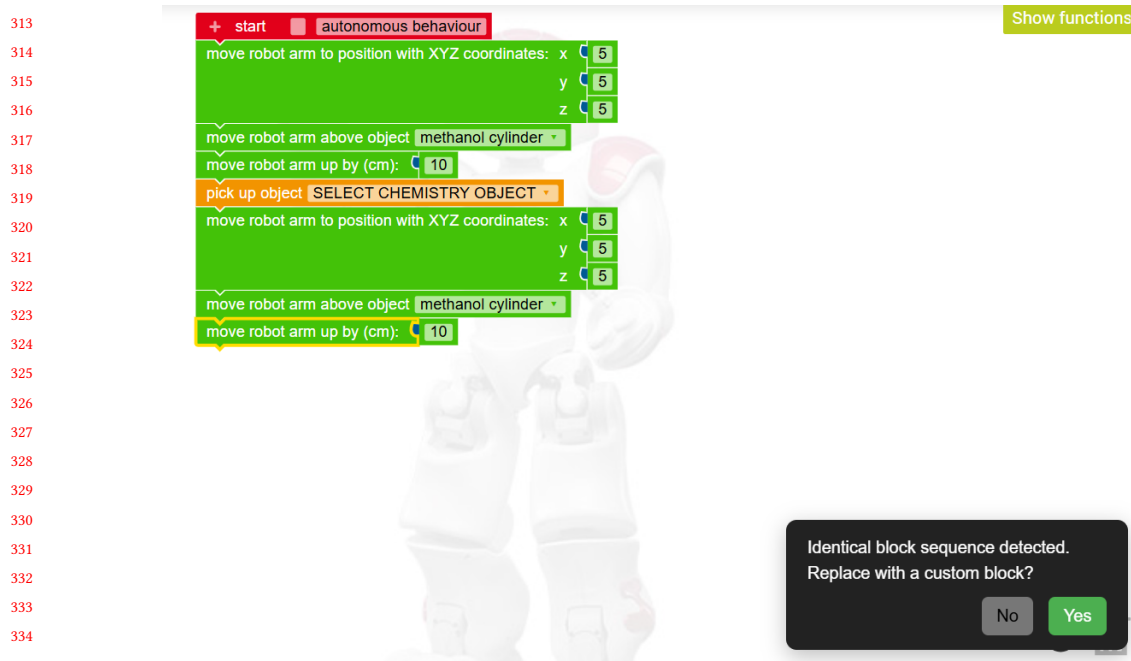 313
+ start autonomous behaviour
Show functions
314
move robot arm to position with XYZ coordinates: x 5
315
y 5
316
z 5
317
move robot arm above object methanol cylinder
318
move robot arm up by (cm): 10
319
pick up object SELECT CHEMISTRY OBJECT
320
move robot arm to position with XYZ coordinates: x 5
321
y 5
322
z 5
323
move robot arm above object methanol cylinder
324
move robot arm up by (cm): 10
325
326
327
328
329
330
331
Identical block sequence detected.
332
Replace with a custom block?
333
No Yes
334